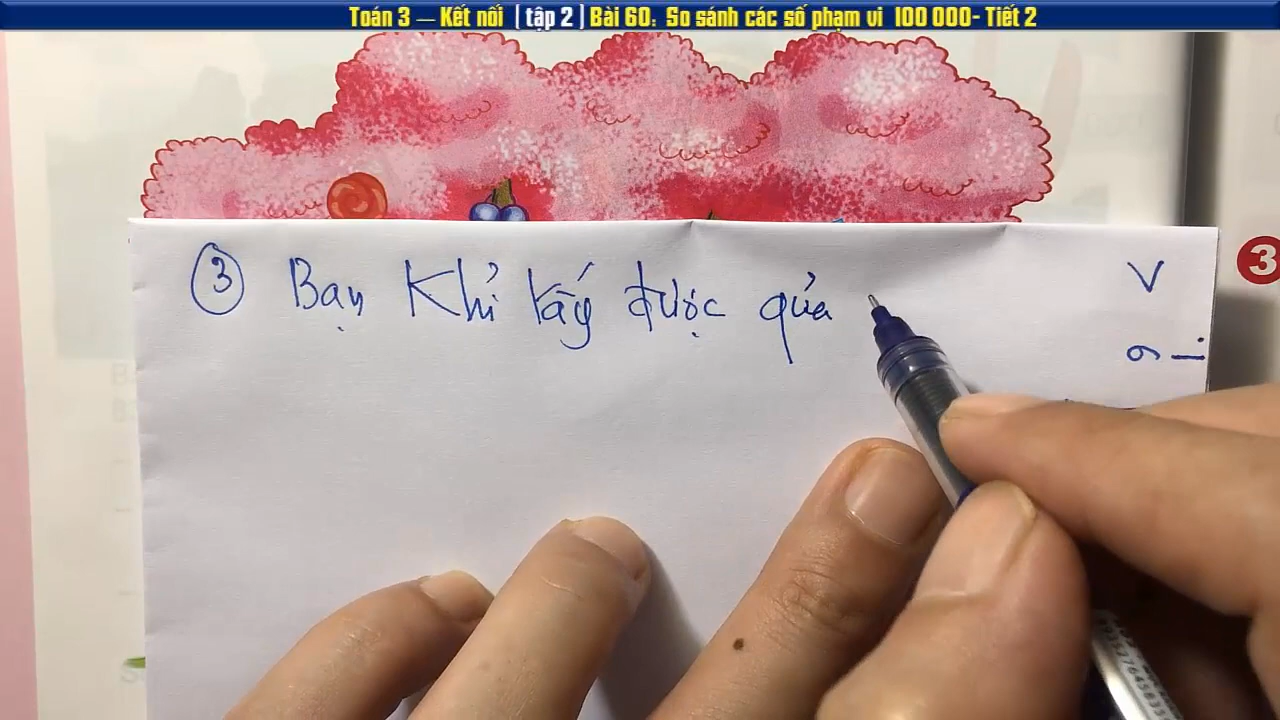 Toán 3 – Kết nối [ tập 2 ] Bài 60: So sánh các số phạm vi 100 000- Tiết 2
③ Bạn Khỉ lấy được quả
3